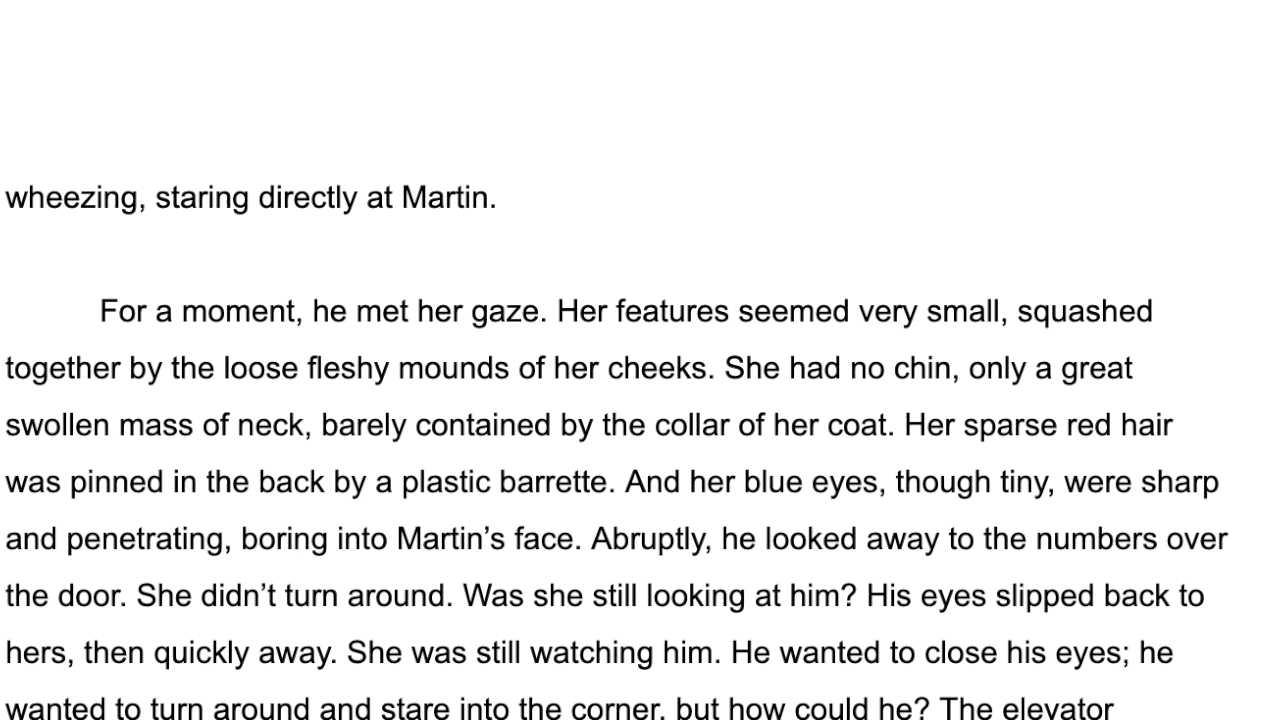 wheezing, staring directly at Martin.
For a moment, he met her gaze. Her features seemed very small, squashed
together by the loose fleshy mounds of her cheeks. She had no chin, only a great
swollen mass of neck, barely contained by the collar of her coat. Her sparse red hair
was pinned in the back by a plastic barrette. And her blue eyes, though tiny, were sharp
and penetrating, boring into Martin’s face. Abruptly, he looked away to the numbers over
the door. She didn’t turn around. Was she still looking at him? His eyes slipped back to
hers, then quickly away. She was still watching him. He wanted to close his eyes; he
wanted to turn around and stare into the corner, but how could he? The elevator